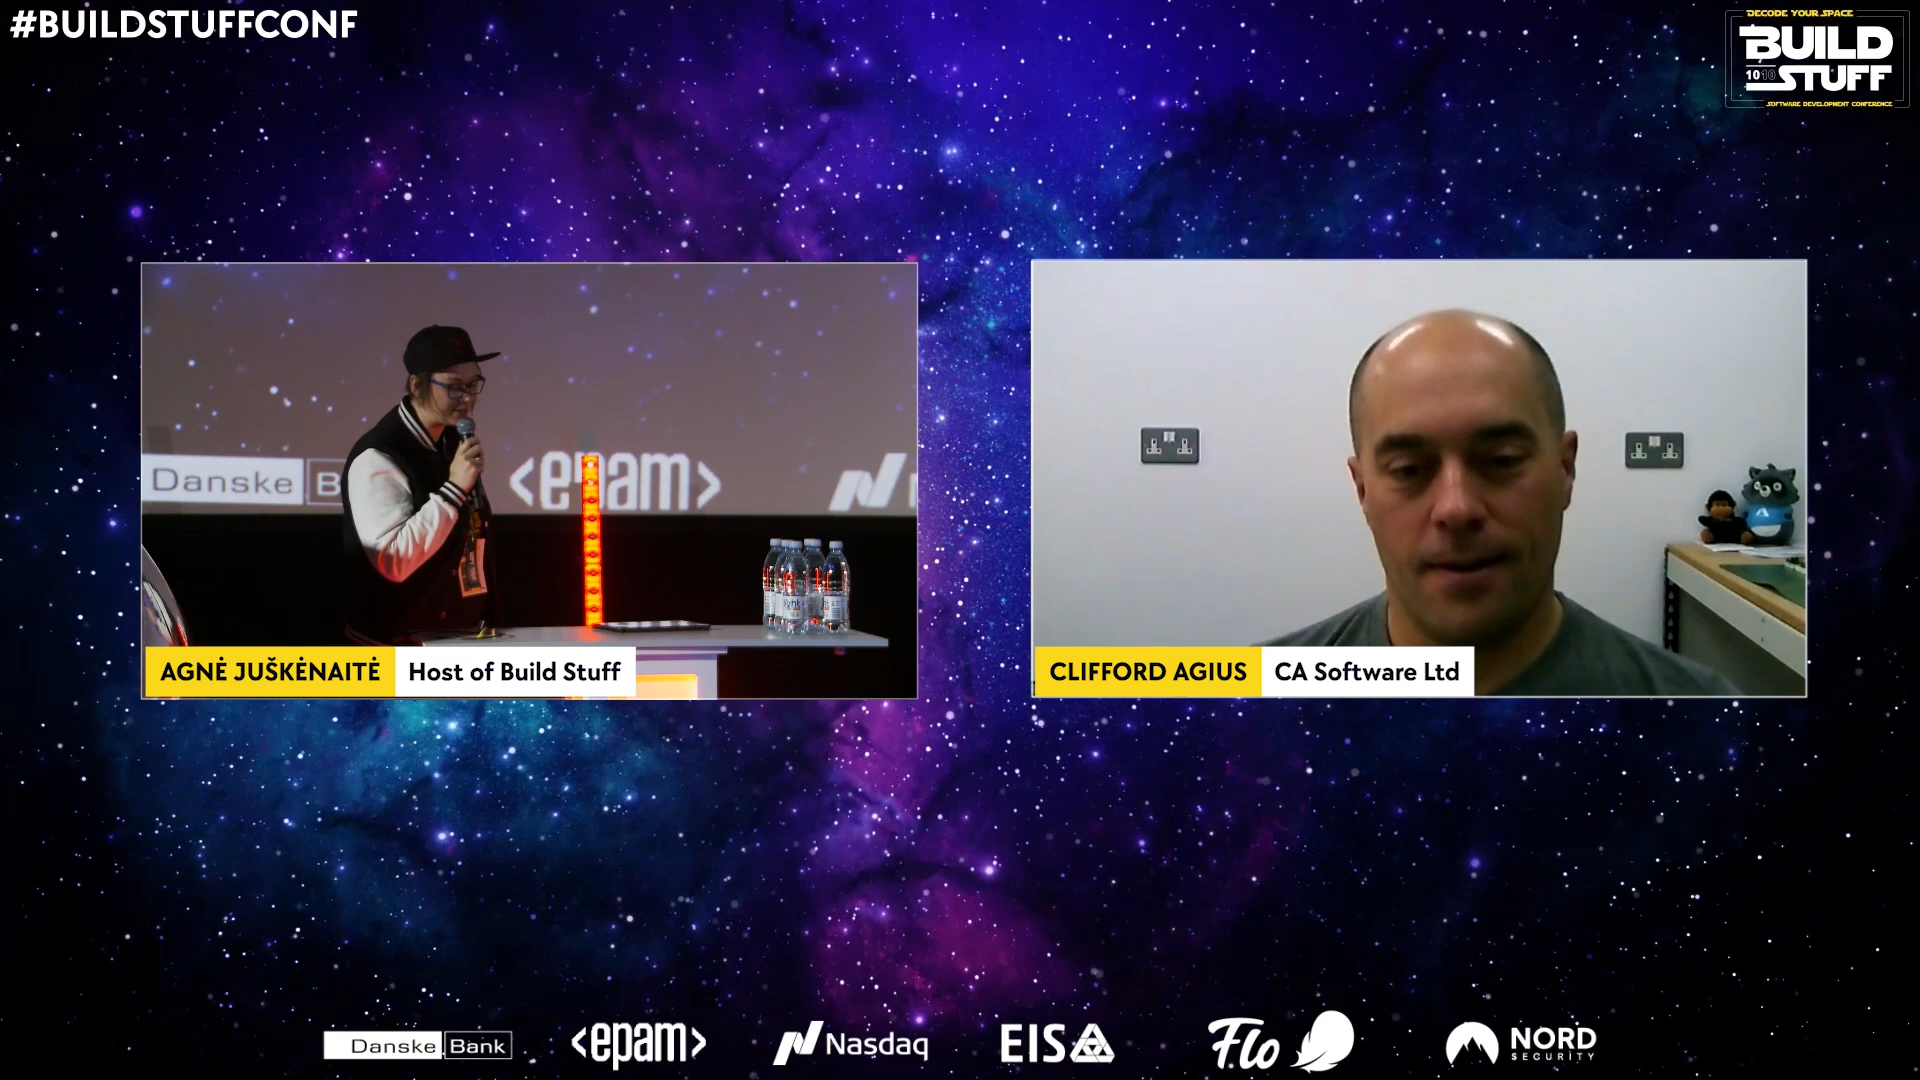 #BUILDSTUFFCONF
DECODE YOUR SPACE
BUILD
1010 STUFF
SOFTWARE DEVELOPMENT CONFERENCE
Danske B
<epam>
AGNĖ JUŠKĖNAITĖ Host of Build Stuff
CLIFFORD AGIUS CA Software Ltd
Danske Bank
<epam>
Nasdaq
EIS
Flo
NORD
SECURITY